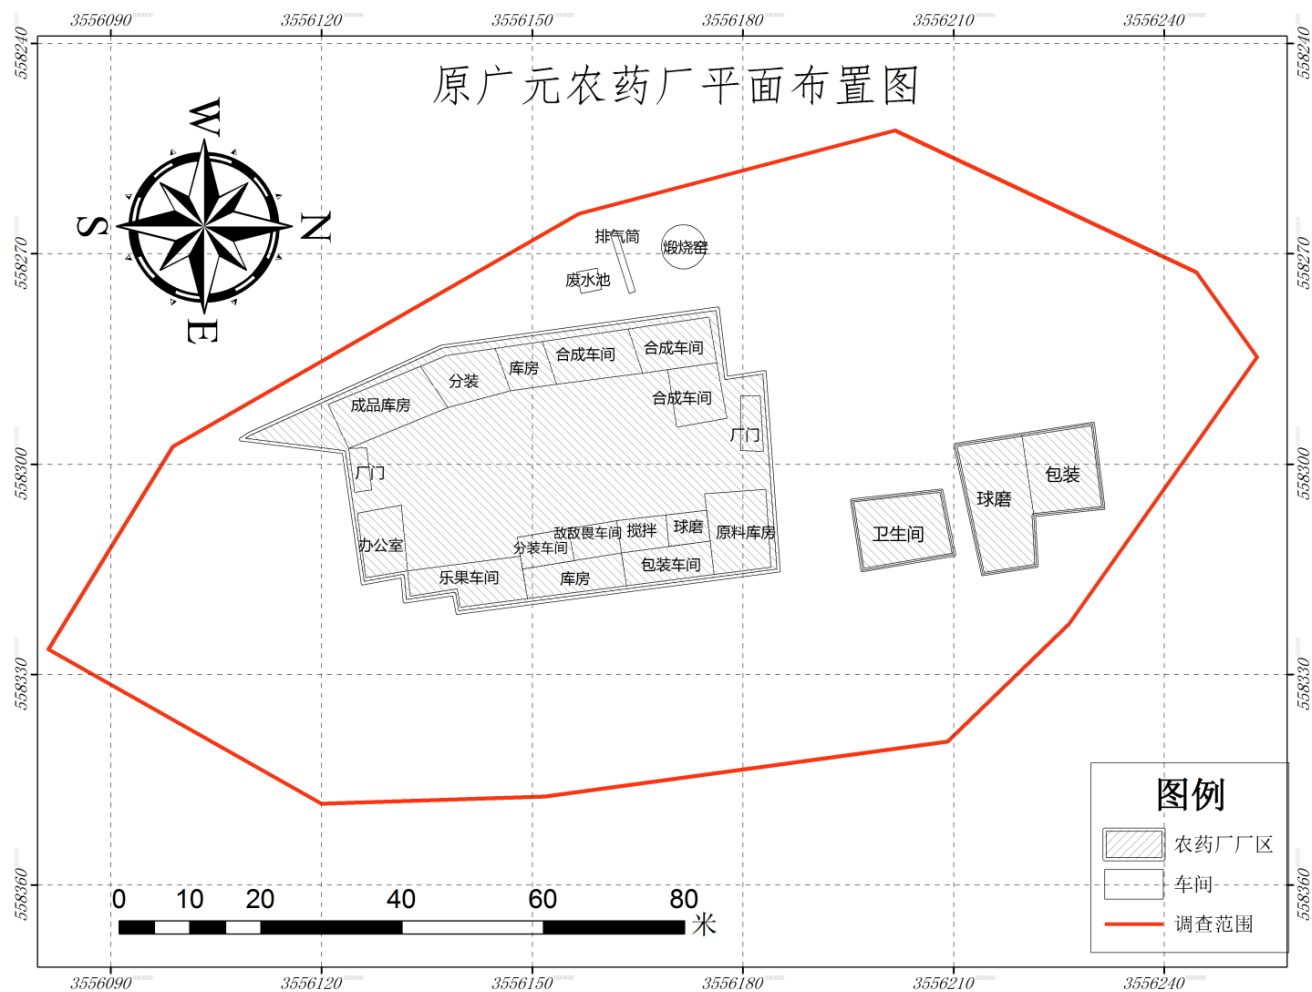 3556090 3556120 3556150 3556180 3556210 3556240
558240 558240
原广元农药厂平面布置图
W
S N
E
558270 558270
排气筒 煅烧窑
废水池
合成车间 合成车间
库房
分装
成品库房 合成车间
厂门
558300 558300
厂门 包装
球磨
办公室 分装车间 敌敌畏车间 搅拌 球磨 原料库房 卫生间
乐果车间 库房 包装车间
558330 558330
图例
农药厂厂区
车间
调查范围
558360 558360
0 10 20 40 60 80
米
3556090 3556120 3556150 3556180 3556210 3556240